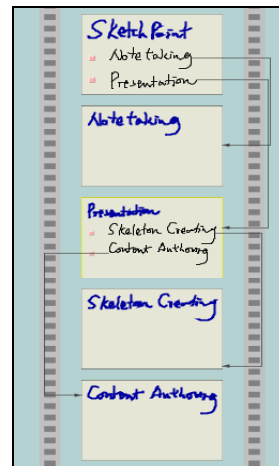 SketchPoint
Note taking
Presentation
Note taking
Presentation
Skeleton Creating
Content Authoring
Skeleton Creating
Content Authoring